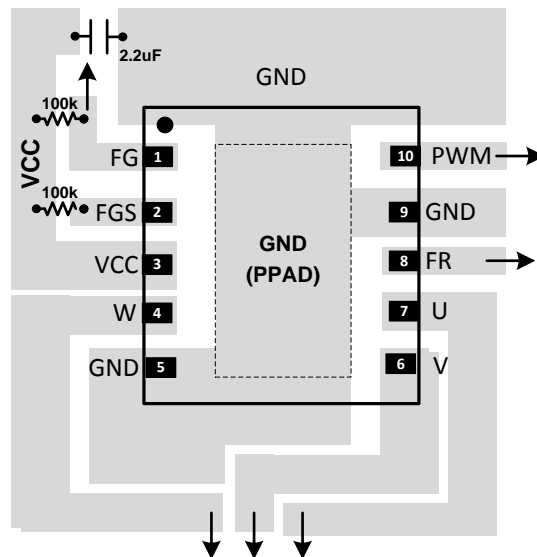 2.2uF
GND
100k
VCC
100k
FG
1
10
PWM
FGS
2
9
GND
GND
(PPAD)
VCC
3
8
FR
W
4
7
U
GND
5
6
V